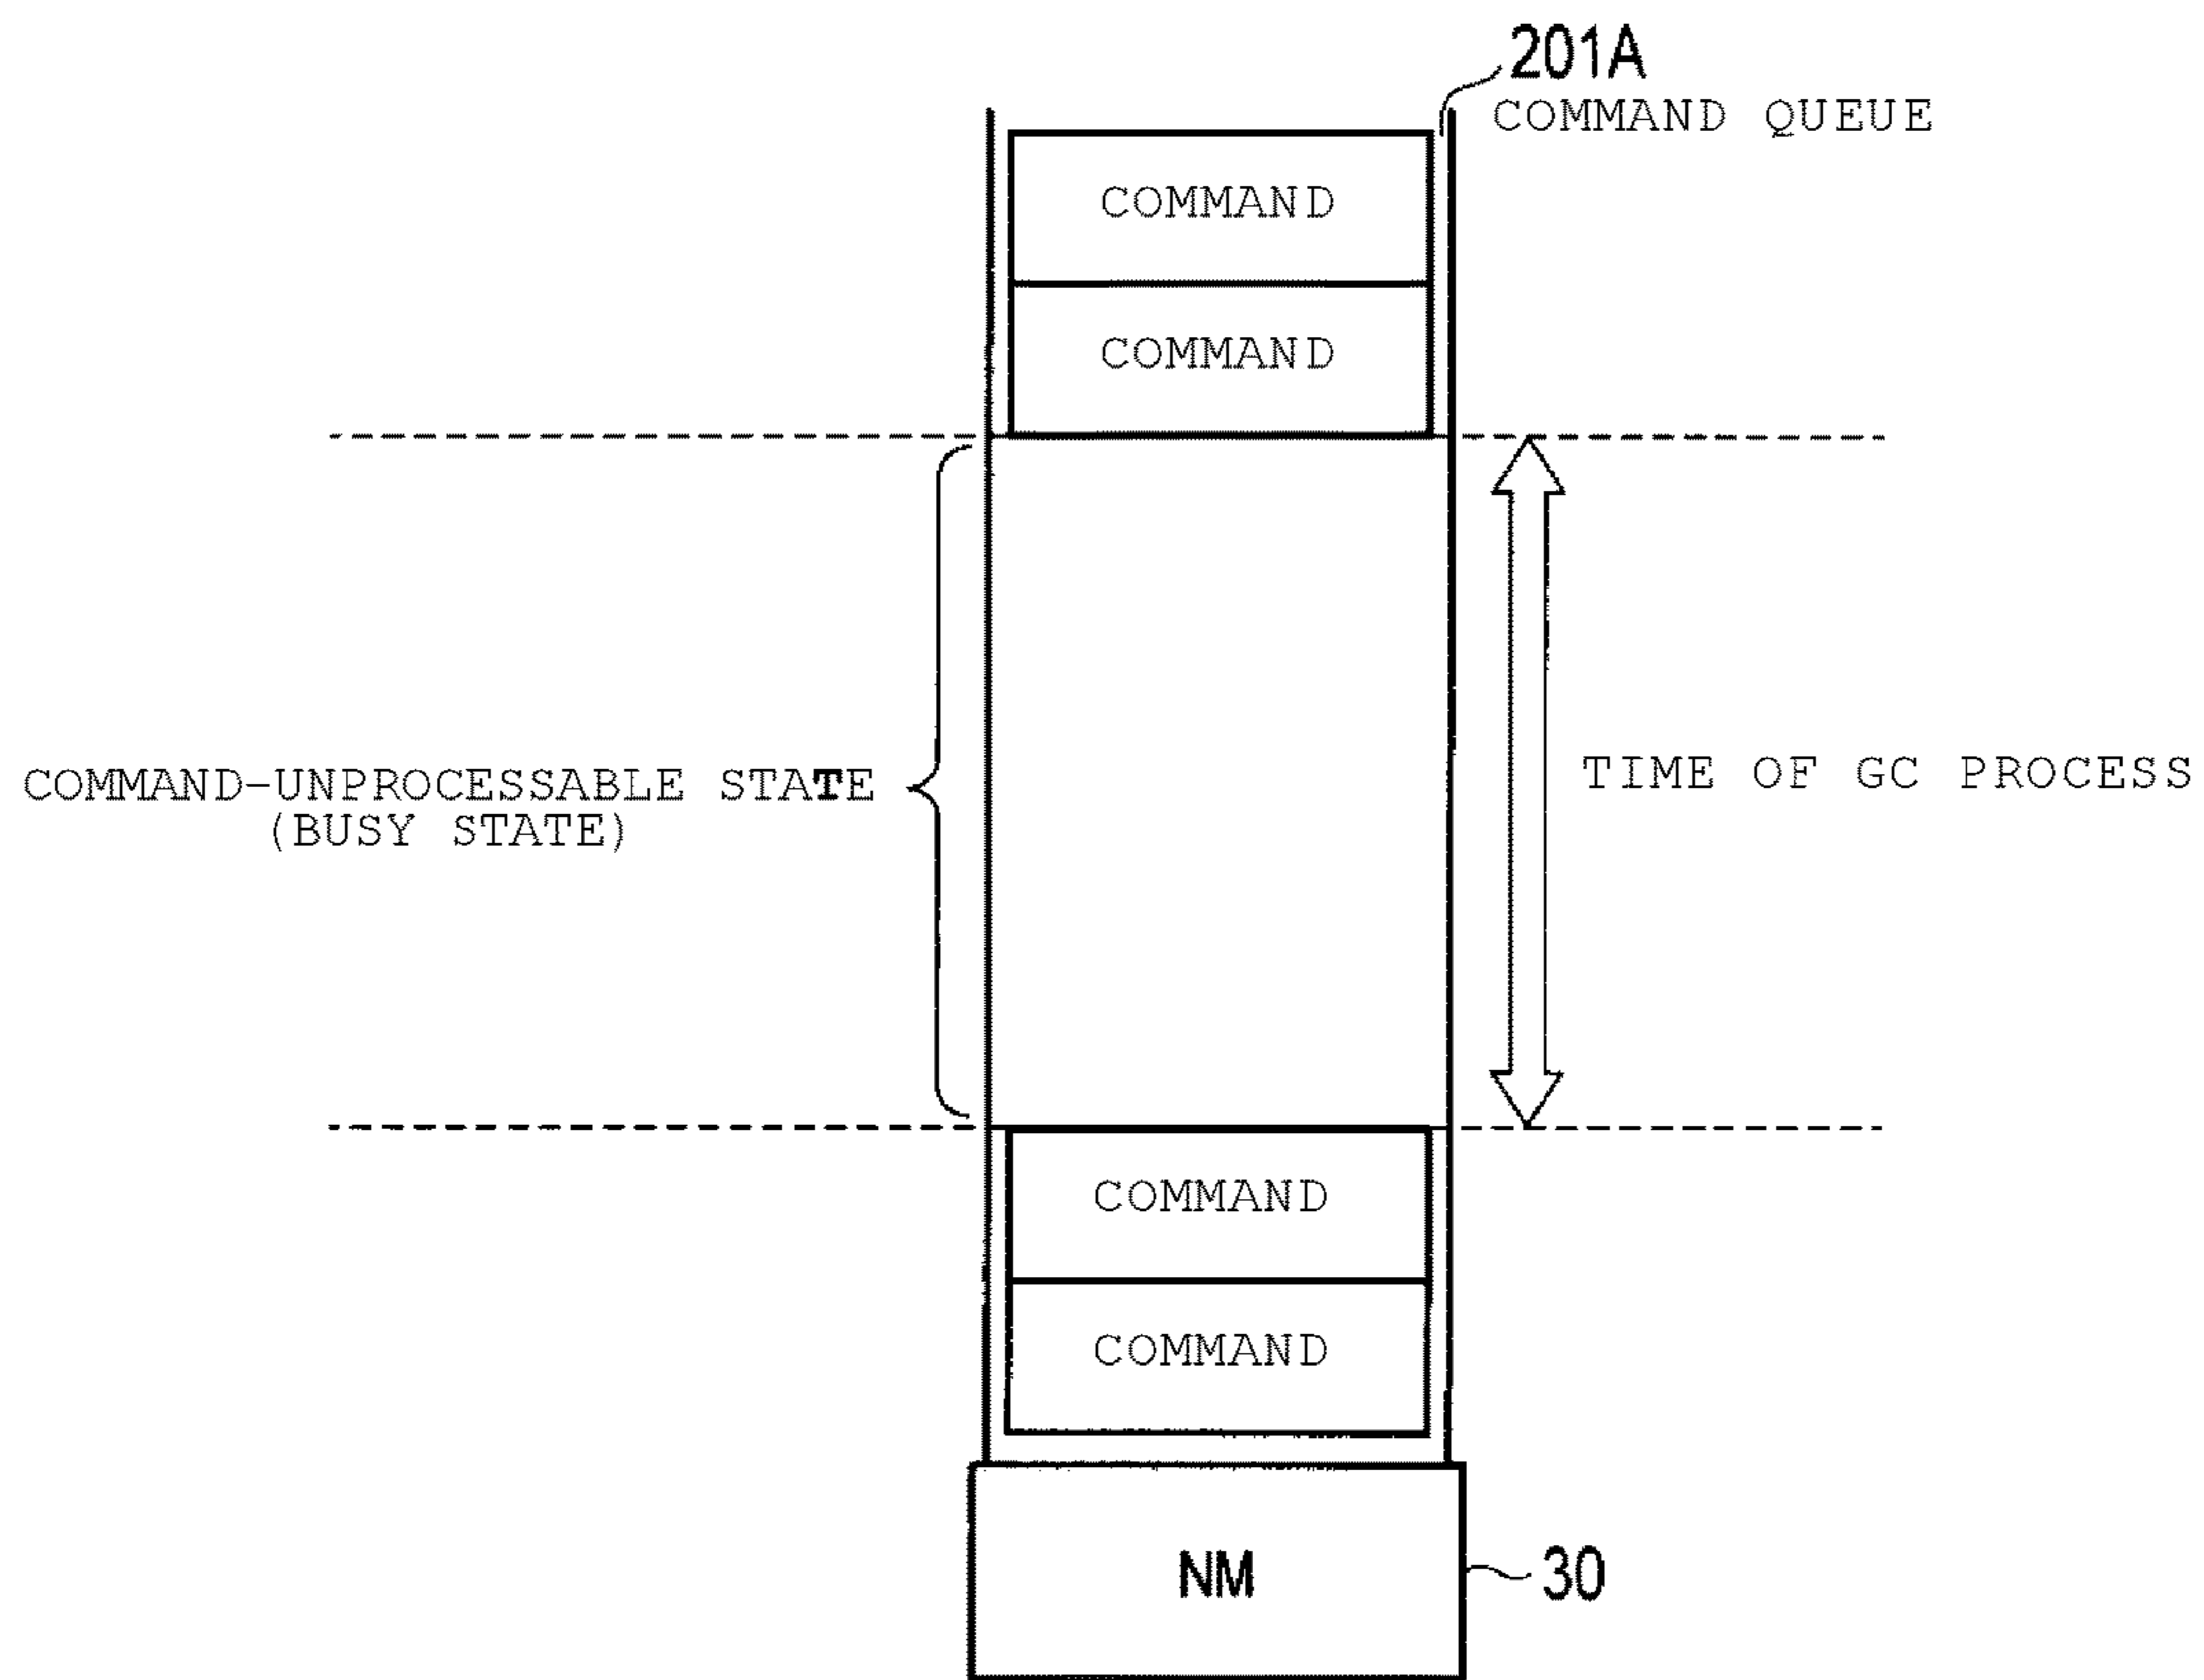 201A
COMMAND QUEUE
COMMAND
COMMAND
COMMAND-UNPROCESSABLE STATE
(BUSY STATE)
TIME OF GC PROCESS
COMMAND
COMMAND
NM
30